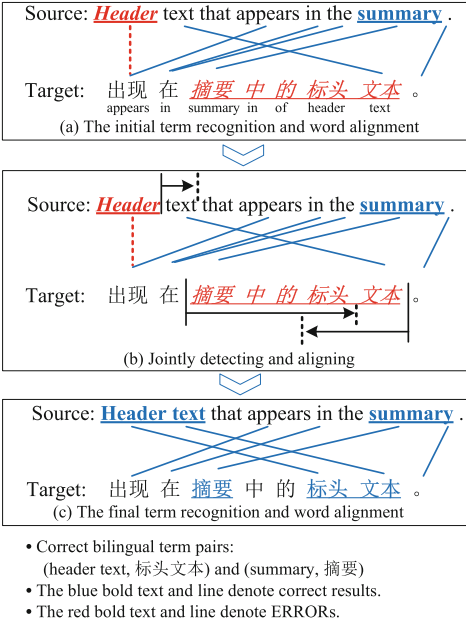 Source: Header text that appears in the summary .
Target: 出现 在 摘要 中 的 标头 文本 。
appears in summary in of header text
(a) The initial term recognition and word alignment
Source: Header text that appears in the summary .
Target: 出现 在 摘要 中 的 标头 文本 。
(b) Jointly detecting and aligning
Source: Header text that appears in the summary .
Target: 出现 在 摘要 中 的 标头 文本 。
(c) The final term recognition and word alignment
• Correct bilingual term pairs:
(header text, 标头文本) and (summary, 摘要)
• The blue bold text and line denote correct results.
• The red bold text and line denote ERRORs.